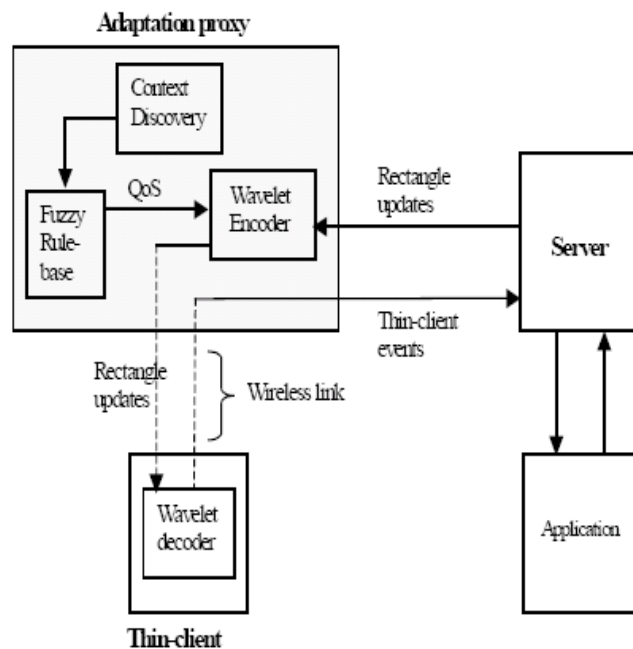 Adaptation proxy
Context
Discovery
QoS
Fuzzy
Rule-
base
Wavelet
Encoder
Rectangle
updates
Server
Thin-client
events
Rectangle
updates
Wireless link
Wavelet
decoder
Application
Thin-client